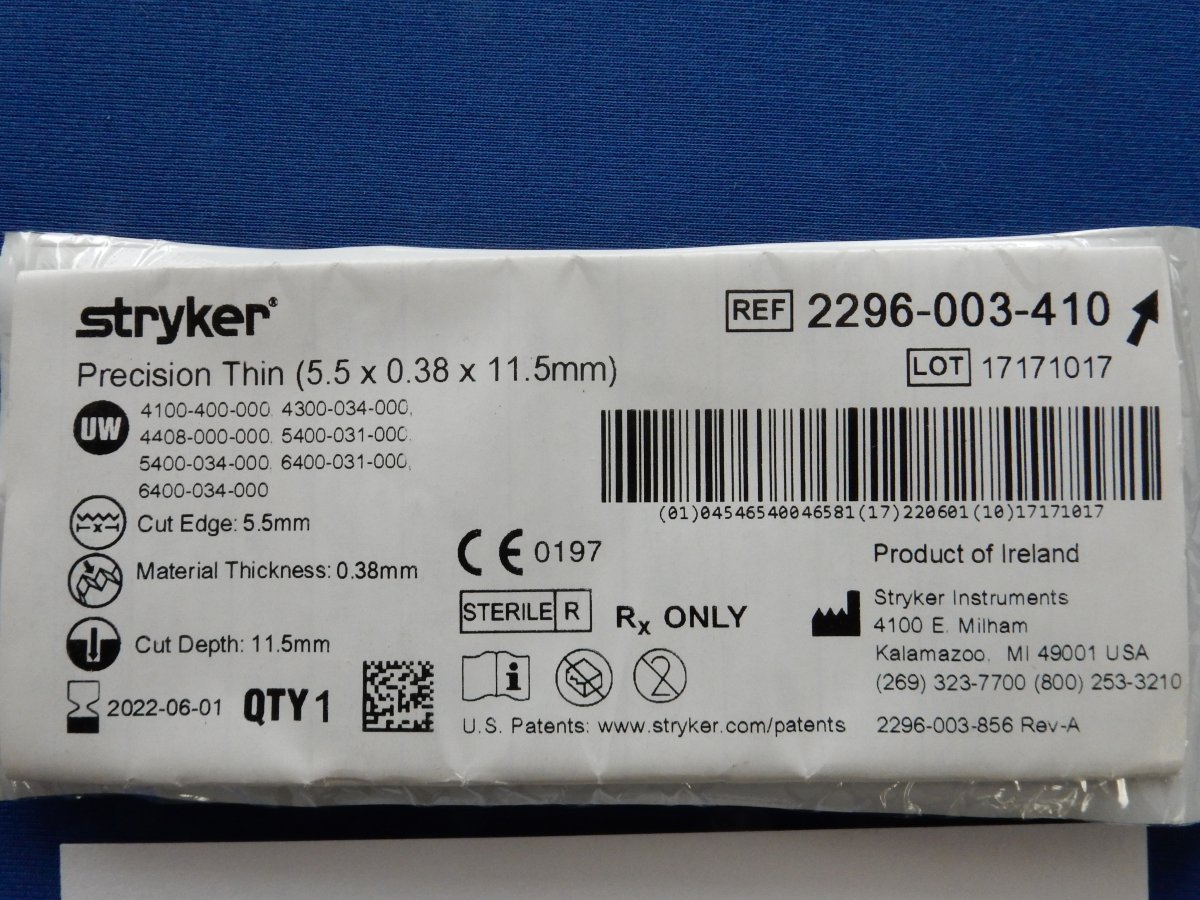 stryker®
Precision Thin (5.5 x 0.38 x 11.5mm)
UW
4100-400-000, 4300-034-000,
4408-000-000, 5400-031-000,
5400-034-000, 6400-031-000,
6400-034-000
x
Cut Edge: 5.5mm
Material Thickness: 0.38mm
Cut Depth: 11.5mm
2022-06-01 QTY 1
REF 2296-003-410
LOT 17171017
(01)04546540046581(17)220601(10)17171017
CE 0197
STERILE R
Rx ONLY
i
2
U.S. Patents: www.stryker.com/patents
Product of Ireland
Stryker Instruments
4100 E. Milham
Kalamazoo, MI 49001 USA
(269) 323-7700 (800) 253-3210
2296-003-856 Rev-A